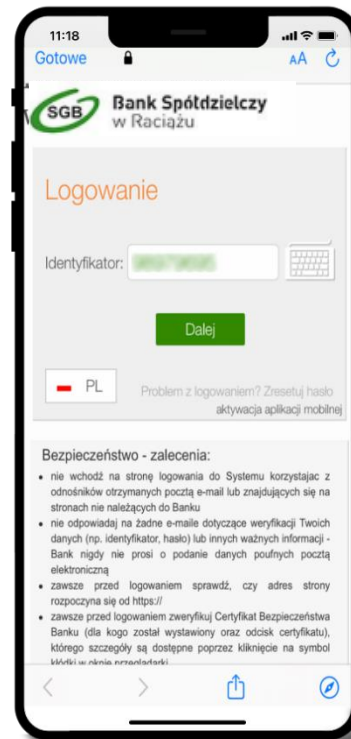 11:18
Gotowe
AA
SGB
Bank Spółdzielczy
w Raciążu
Logowanie
Identyfikator:
Dalej
PL
Problem z logowaniem? Zresetuj hasło
aktywacja aplikacji mobilnej
Bezpieczeństwo - zalecenia:
• nie wchodź na stronę logowania do Systemu korzystając z
odnośników otrzymanych pocztą e-mail lub znajdujących się na
stronach nie należących do Banku
• nie odpowiadaj na żadne e-maile dotyczące weryfikacji Twoich
danych (np. identyfikator, hasło) lub innych ważnych informacji -
Bank nigdy nie prosi o podanie danych poufnych pocztą
elektroniczną
• zawsze przed logowaniem sprawdź, czy adres strony
rozpoczyna się od https://
• zawsze przed logowaniem zweryfikuj Certyfikat Bezpieczeństwa
Banku (dla kogo został wystawiony oraz odcisk certyfikatu),
którego szczegóły są dostępne poprzez kliknięcie na symbol
kłódki w oknie przeglądarki